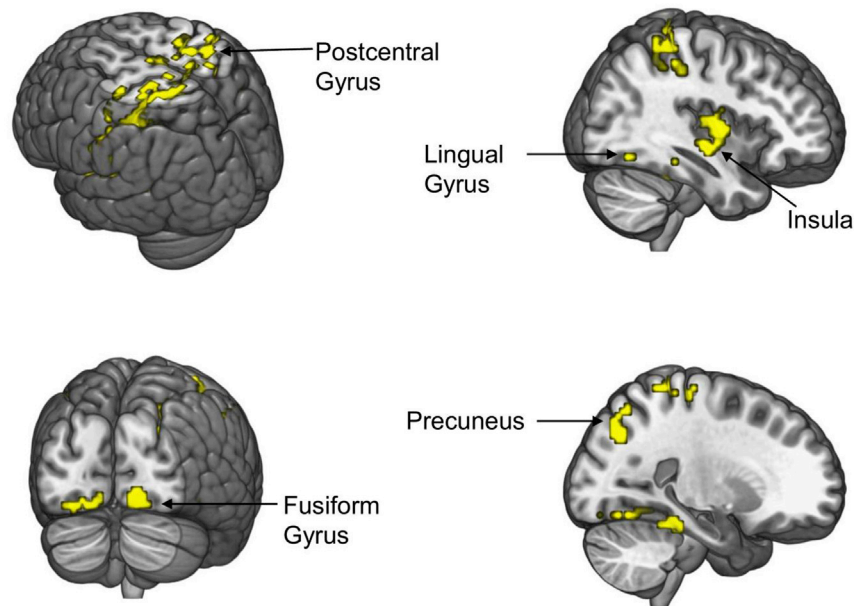 Postcentral
Gyrus
Lingual
Gyrus
Insula
Precuneus
Fusiform
Gyrus